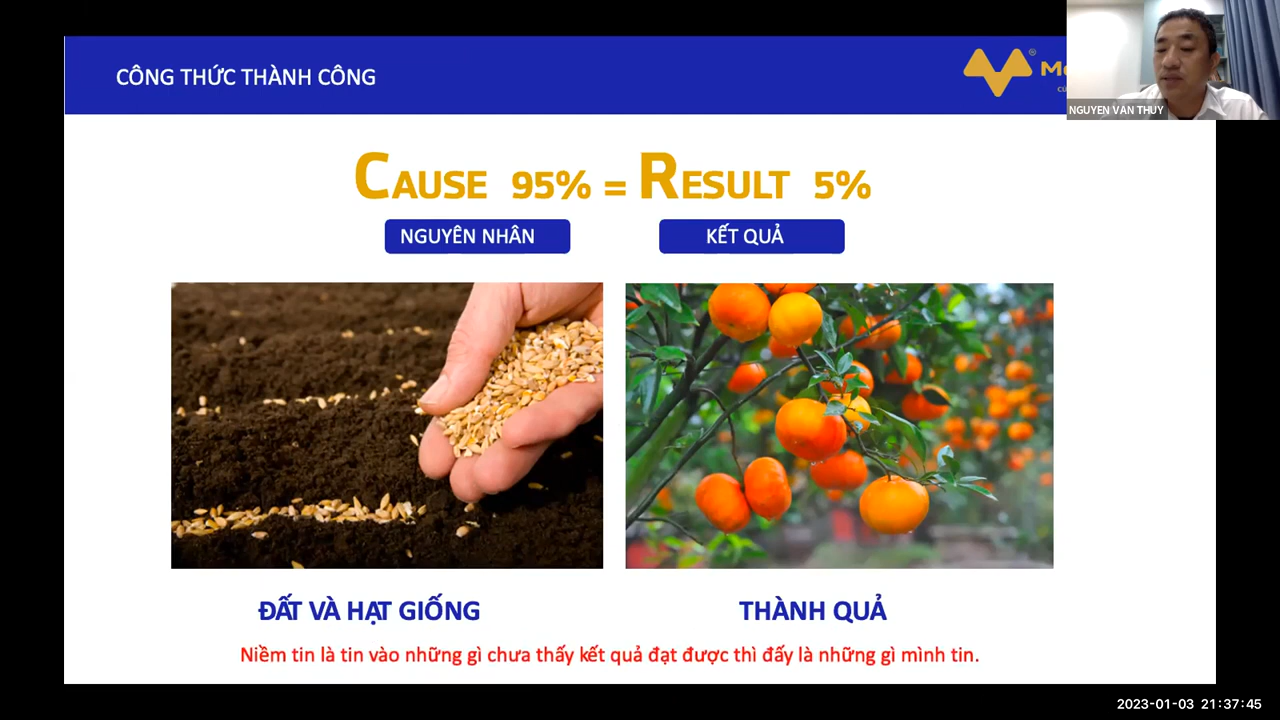 CÔNG THỨC THÀNH CÔNG
NGUYEN VAN THUY
CAUSE 95% = RESULT 5%
NGUYÊN NHÂN
KẾT QUẢ
ĐẤT VÀ HẠT GIỐNG
THÀNH QUẢ
Niềm tin là tin vào những gì chưa thấy kết quả đạt được thì đấy là những gì mình tin.
2023-01-03 21:37:45